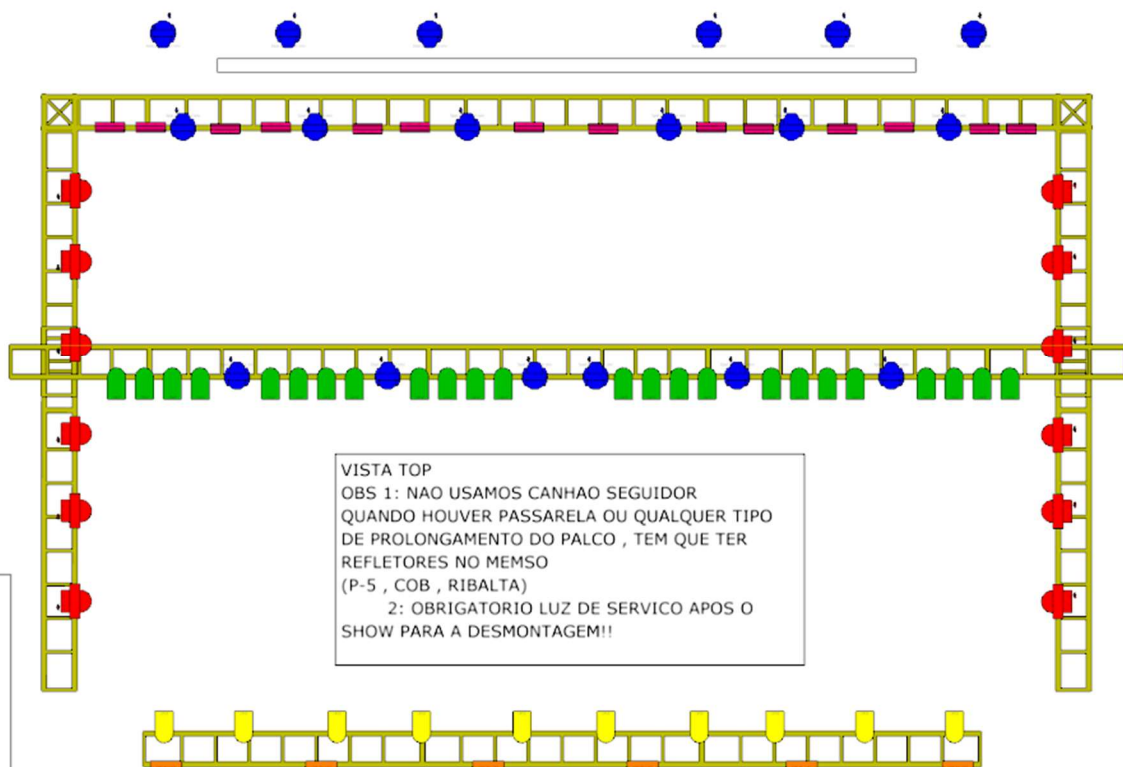 VISTA TOP
OBS 1: NAO USAMOS CANHAO SEGUIDOR
QUANDO HOUVER PASSARELA OU QUALQUER TIPO
DE PROLONGAMENTO DO PALCO , TEM QUE TER
REFLETORES NO MEMSO
(P-5 , COB , RIBALTA)
2: OBRIGATORIO LUZ DE SERVICO APOS O
SHOW PARA A DESMONTAGEM!!